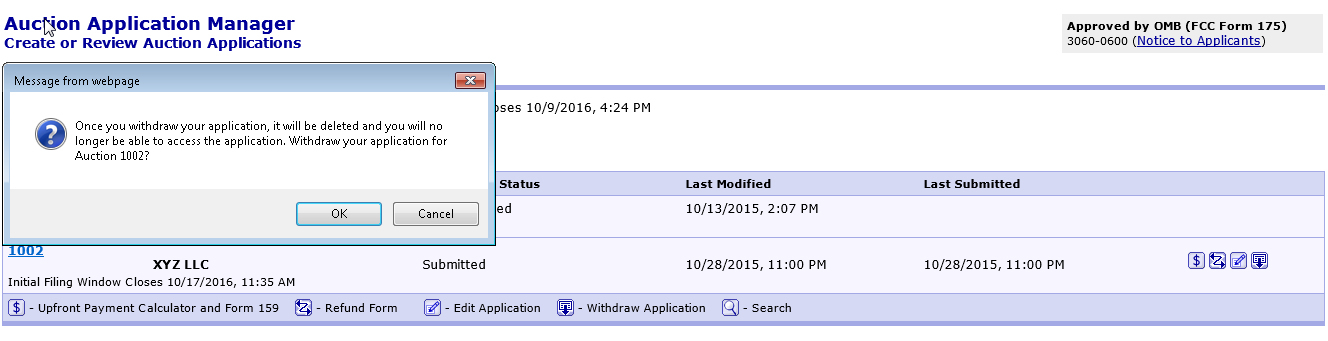 Auction Application Manager
Create or Review Auction Applications
Approved by OMB (FCC Form 175)
3060-0600 (Notice to Applicants)
Message from webpage
Once you withdraw your application, it will be deleted and you will no
longer be able to access the application. Withdraw your application for
Auction 1002?
OK Cancel
10/9/2016, 4:24 PM
Status Last Modified Last Submitted
10/13/2015, 2:07 PM
1002
XYZ LLC Submitted 10/28/2015, 11:00 PM 10/28/2015, 11:00 PM $
Initial Filing Window Closes 10/17/2016, 11:35 AM
$ - Upfront Payment Calculator and Form 159 - Refund Form - Edit Application - Withdraw Application - Search